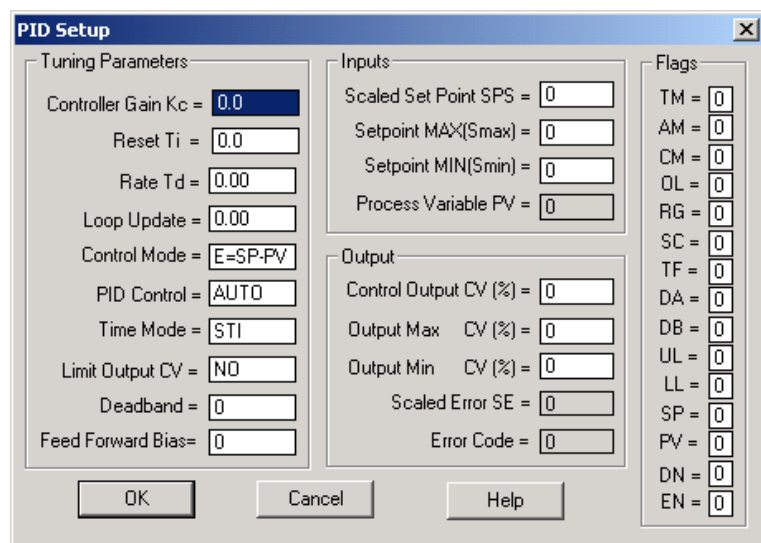 PID Setup
Tuning Parameters
Controller Gain Kc = 0.0
Reset Ti = 0.0
Rate Td = 0.00
Loop Update = 0.00
Control Mode = E=SP-PV
PID Control = AUTO
Time Mode = STI
Limit Output CV = NO
Deadband = 0
Feed Forward Bias= 0
Inputs
Scaled Set Point SPS = 0
Setpoint MAX(Smax) = 0
Setpoint MIN(Smin) = 0
Process Variable PV = 0
Output
Control Output CV (%) = 0
Output Max CV (%) = 0
Output Min CV (%) = 0
Scaled Error SE = 0
Error Code = 0
Flags
TM = 0
AM = 0
CM = 0
OL = 0
RG = 0
SC = 0
TF = 0
DA = 0
DB = 0
UL = 0
LL = 0
SP = 0
PV = 0
DN = 0
EN = 0
OK
Cancel
Help